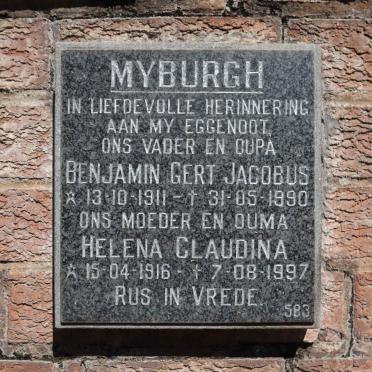 MYBURGH
IN LIEFDEVOLLE HERINNERING
AAN MY EGGENOOT,
ONS VADER EN OUPA
BENJAMIN GERT JACOBUS
☆ 13·10·1911 - ✝ 31·05·1990
ONS MOEDER EN OUMA
HELENA CLAUDINA
☆ 15·04·1916 - ✝ 7·08·1997
RUS IN VREDE.
583